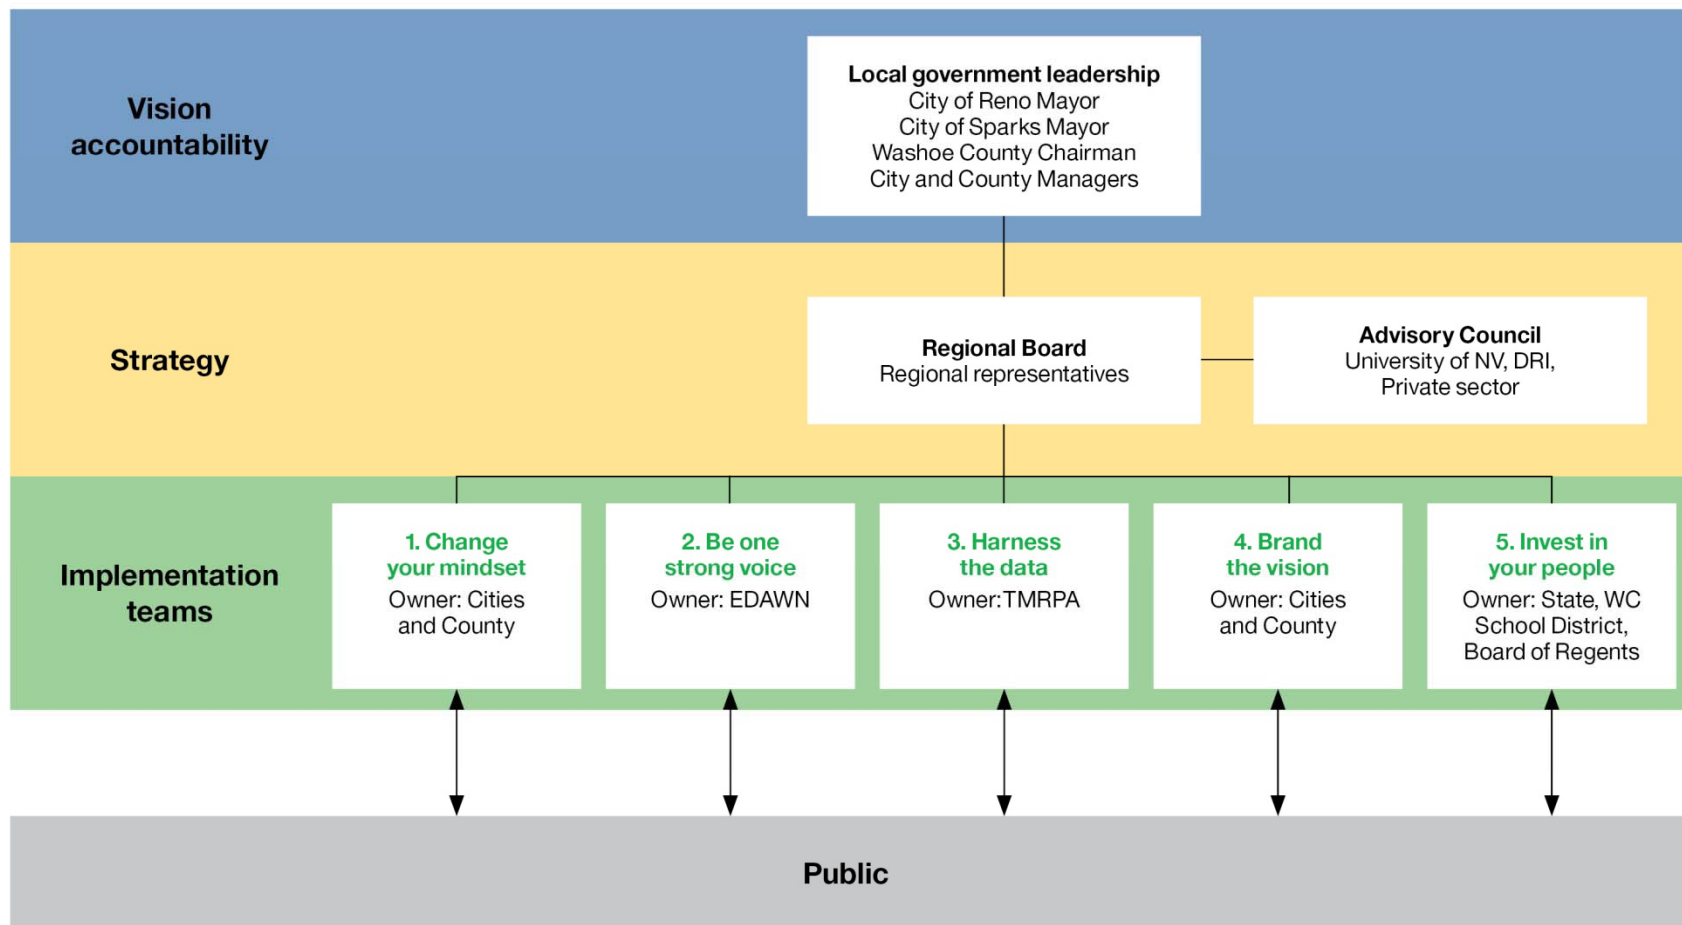 Vision
accountability
Local government leadership
City of Reno Mayor
City of Sparks Mayor
Washoe County Chairman
City and County Managers
Strategy
Regional Board
Regional representatives
Advisory Council
University of NV, DRI,
Private sector
Implementation
teams
1. Change
your mindset
Owner: Cities
and County
2. Be one
strong voice
Owner: EDAWN
3. Harness
the data
Owner:TMRPA
4. Brand
the vision
Owner: Cities
and County
5. Invest in
your people
Owner: State, WC
School District,
Board of Regents
Public